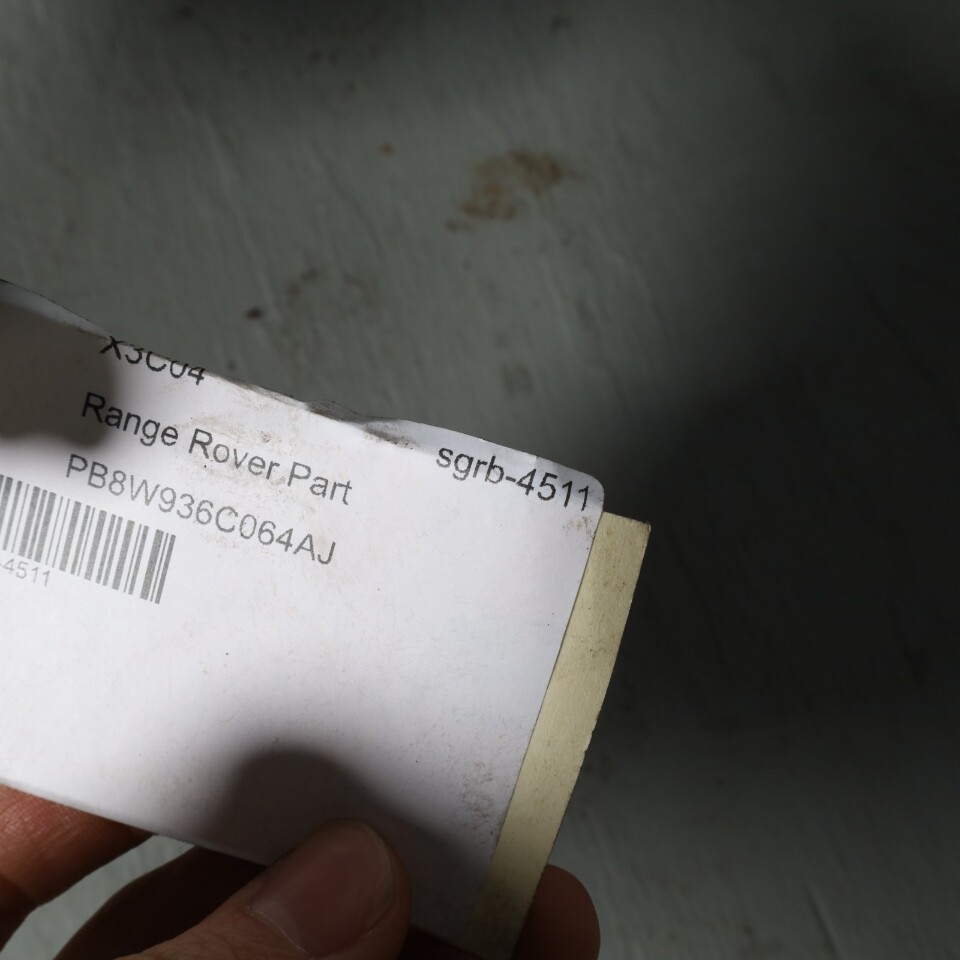 X3C04
sgrb-4511
Range Rover Part
PB8W936C064AJ
-4511